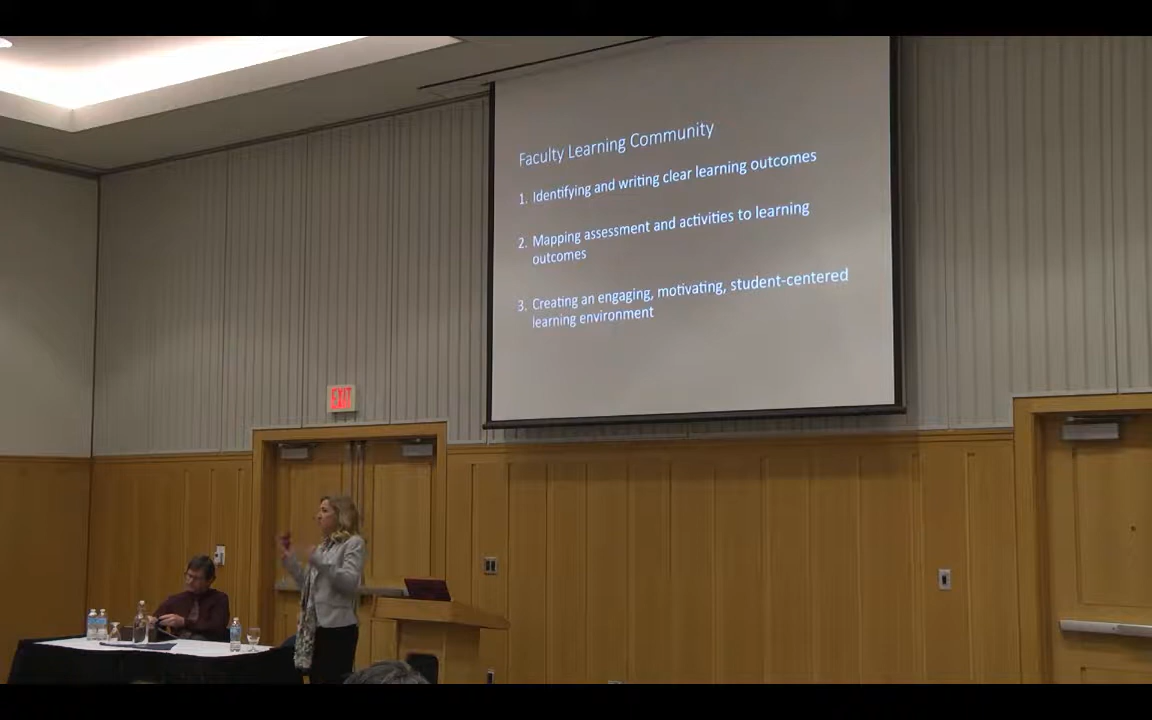 Faculty Learning Community
1. Identifying and writing clear learning outcomes
2. Mapping assessment and activities to learning
outcomes
3. Creating an engaging, motivating, student-centered
learning environment
EXIT